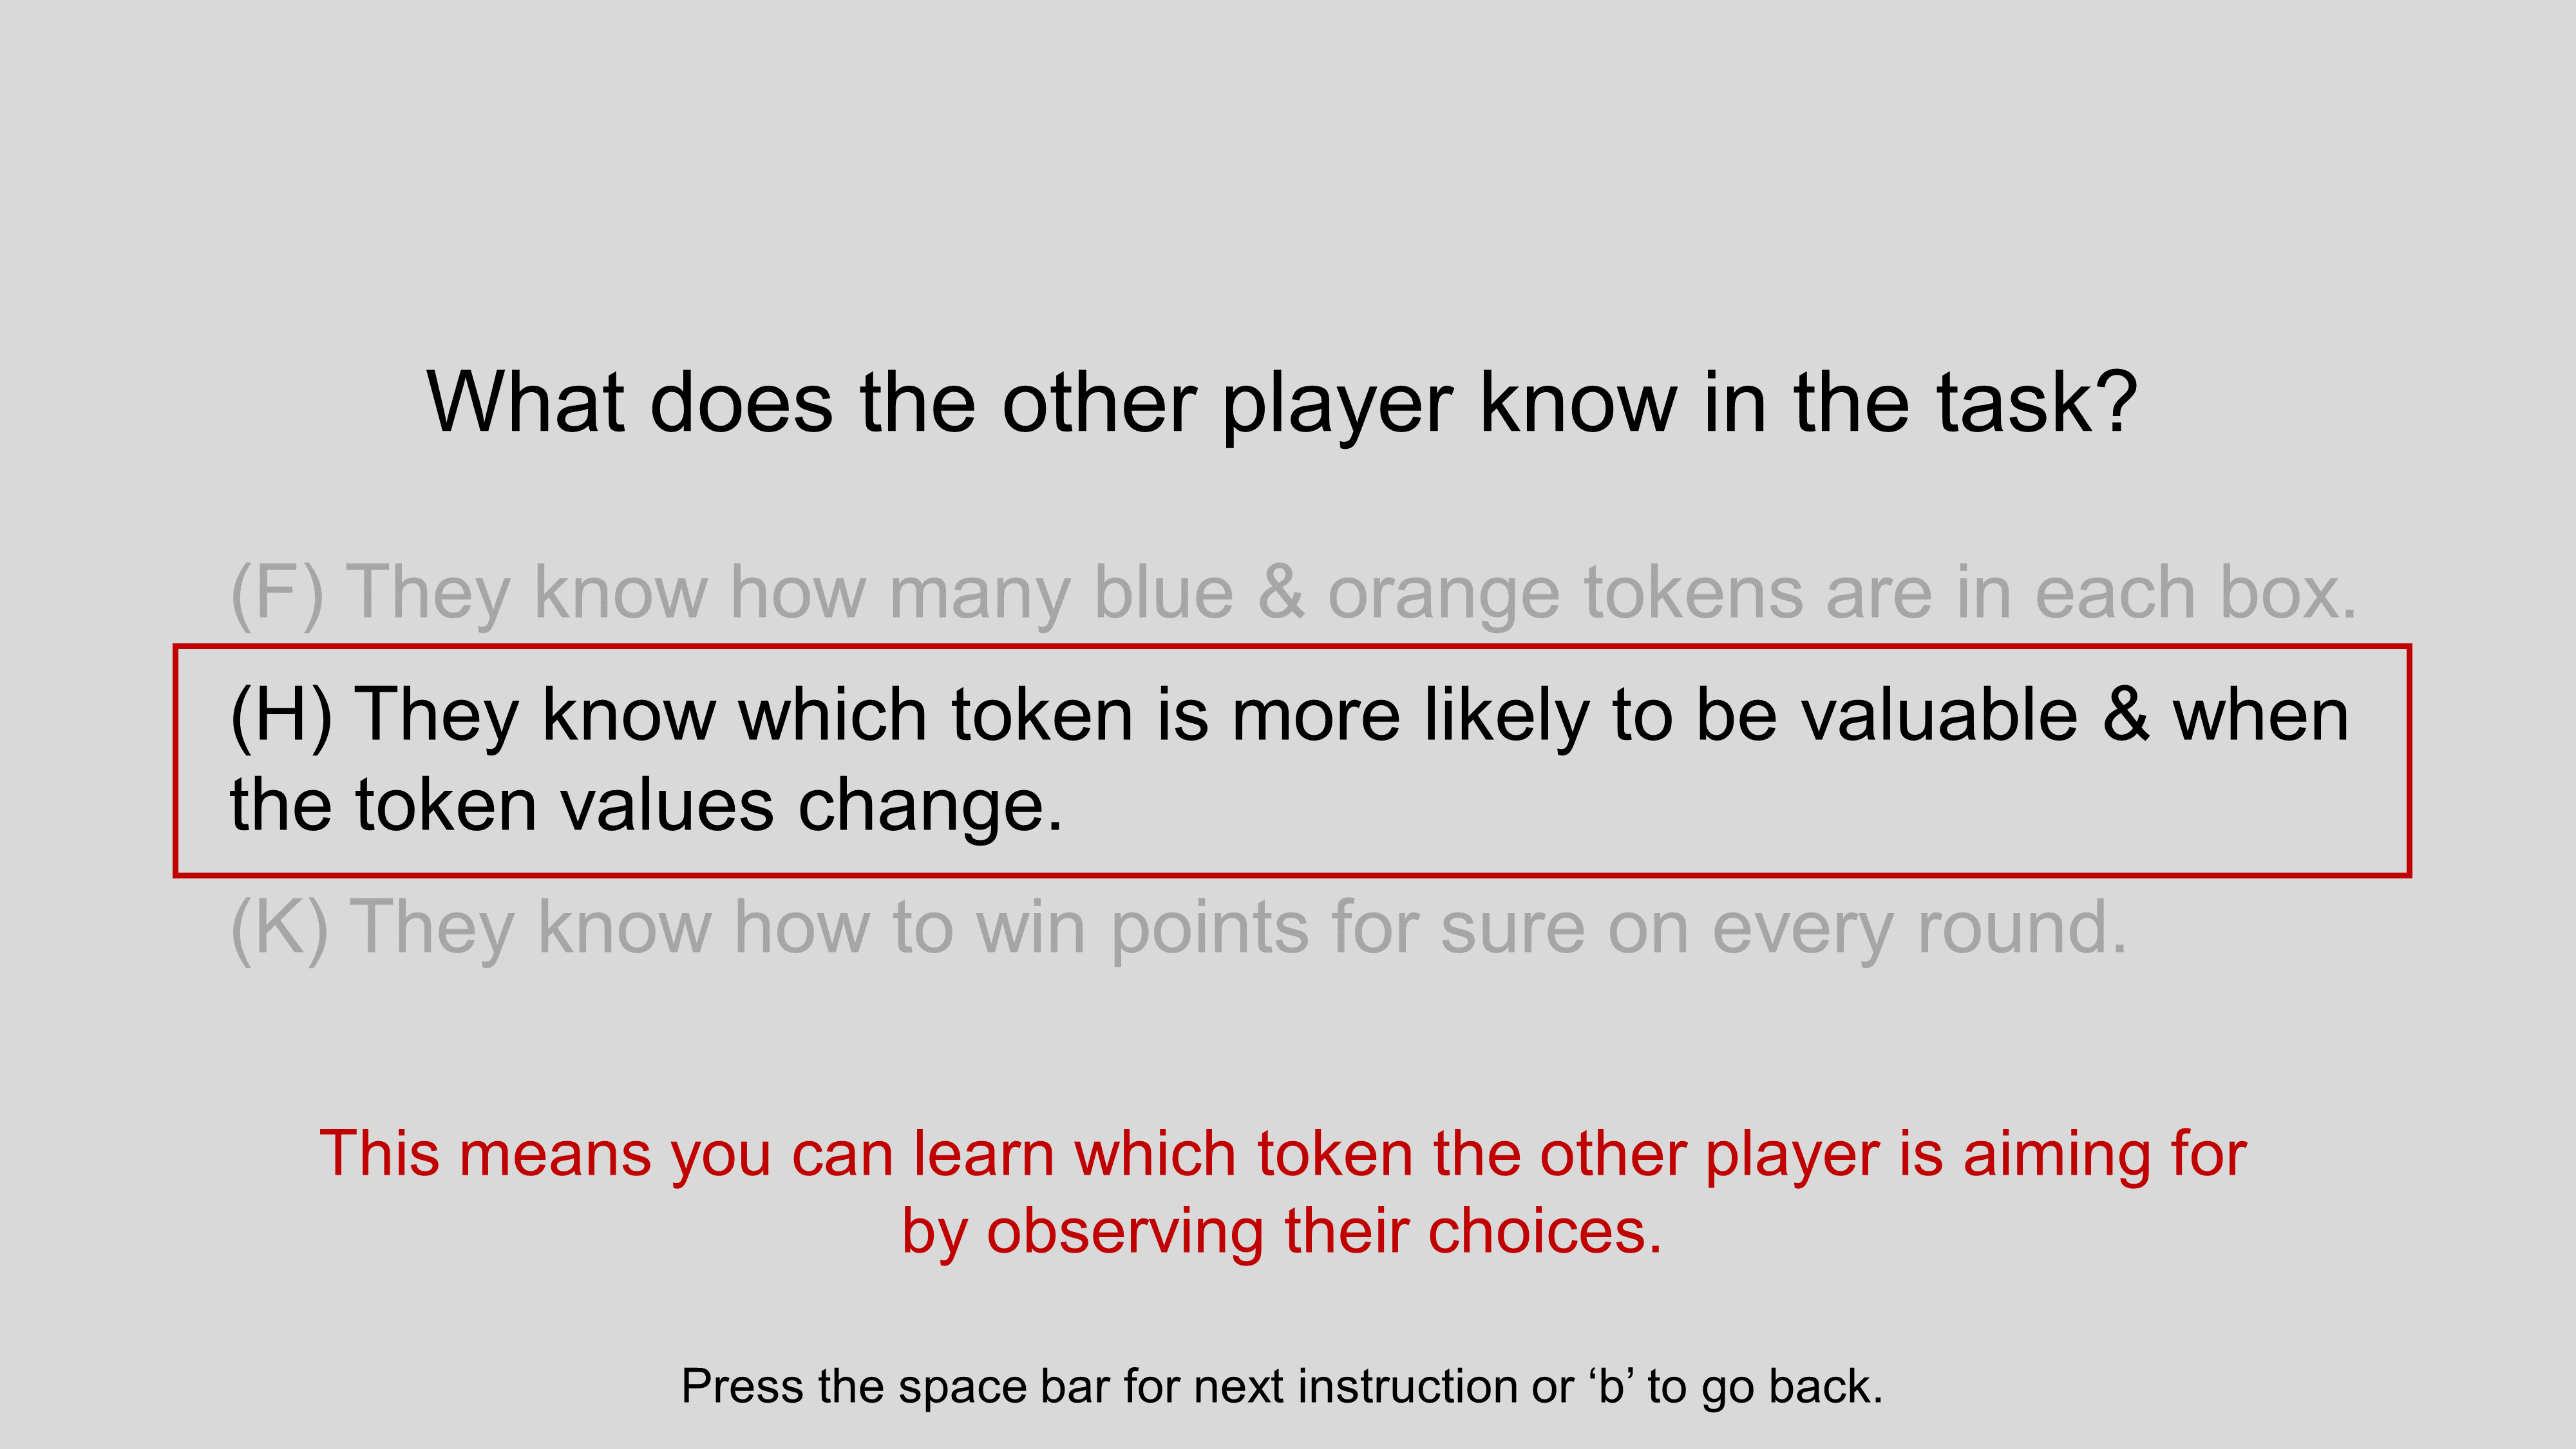 What does the other player know in the task?
(F) They know how many blue & orange tokens are in each box.
(H) They know which token is more likely to be valuable & when
the token values change.
(K) They know how to win points for sure on every round.
This means you can learn which token the other player is aiming for
by observing their choices.
Press the space bar for next instruction or ‘b’ to go back.